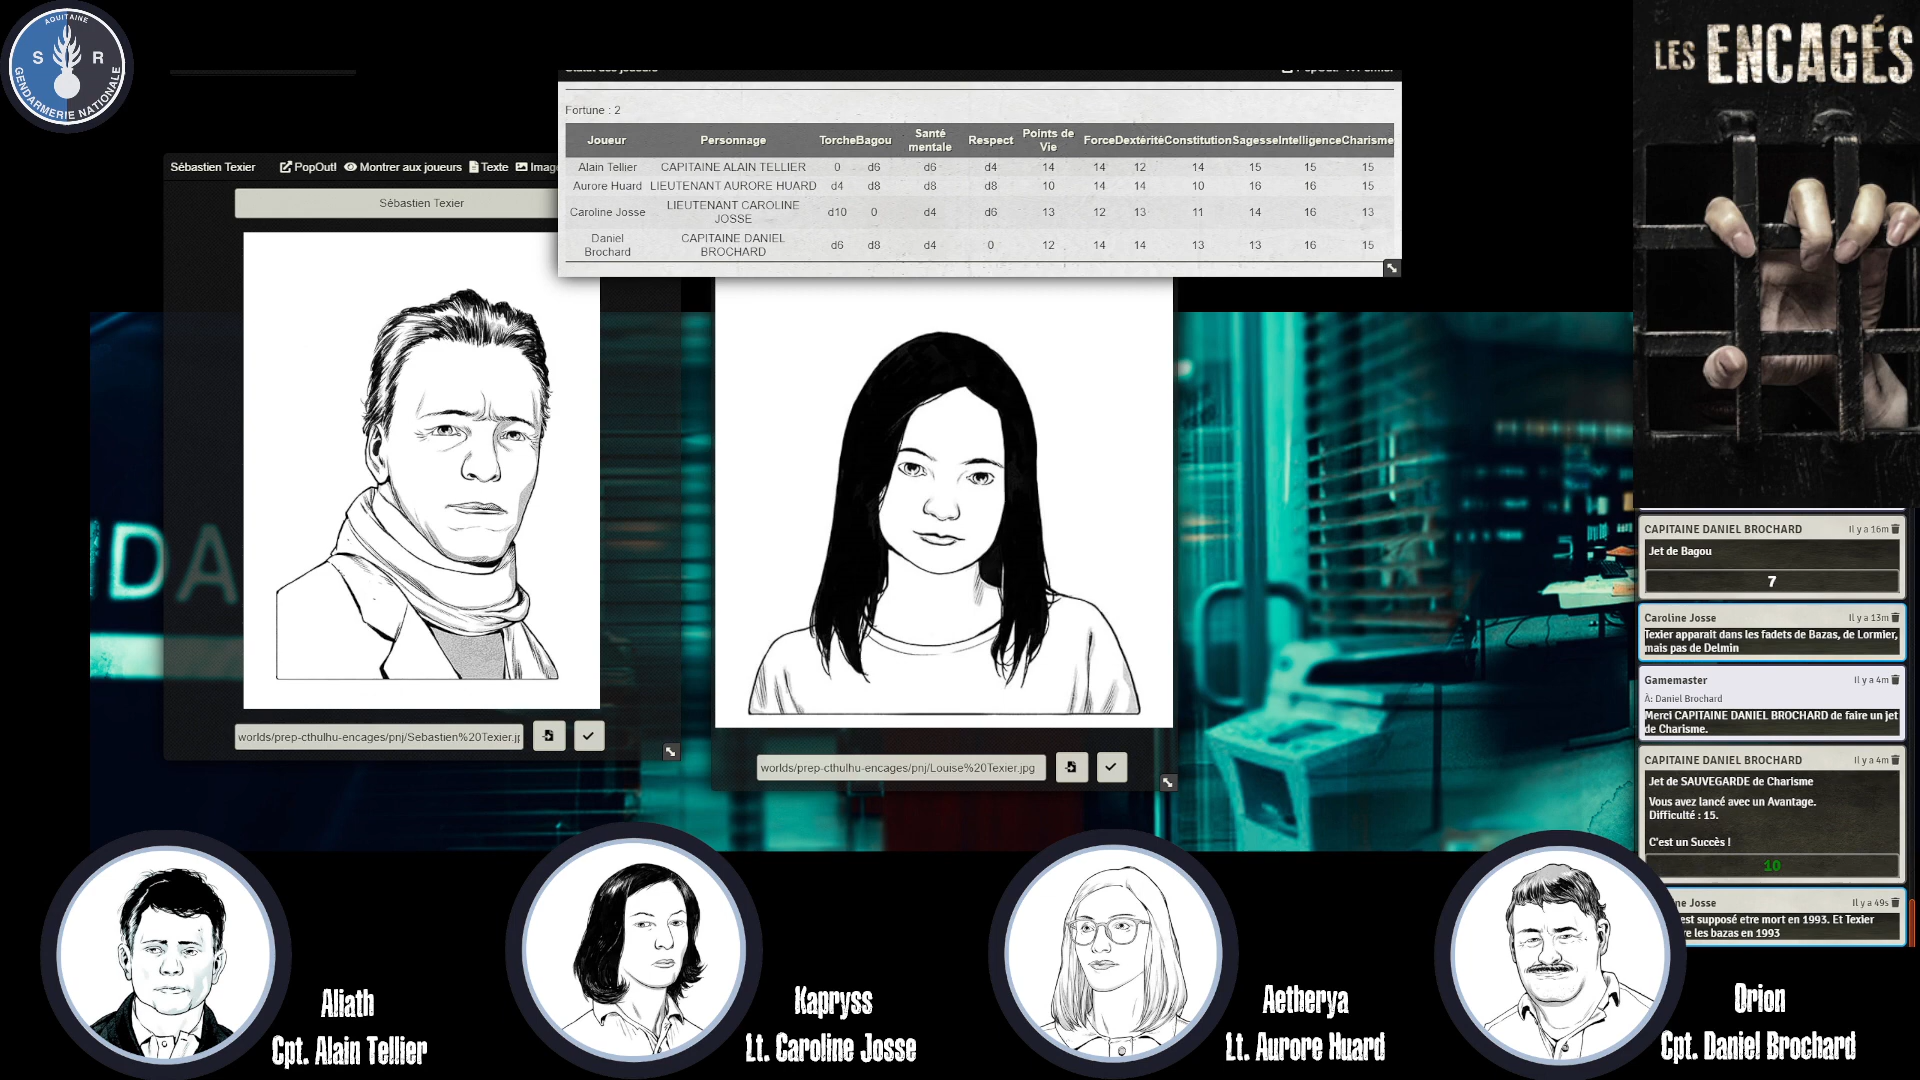 AQUITAINE
S R
GENDARMERIE NATIONALE
LES ENCAGÉS
Statut des joueurs
Fortune : 2
Joueur Personnage Torche Bagou Santé mentale Respect Points de Vie Force Dextérité Constitution Sagesse Intelligence Charisme
Alain Tellier CAPITAINE ALAIN TELLIER 0 d6 d6 d4 14 14 12 14 15 15 15
Aurore Huard LIEUTENANT AURORE HUARD d4 d8 d8 d8 10 14 14 10 16 16 15
Caroline Josse LIEUTENANT CAROLINE JOSSE d10 0 d4 d6 13 12 13 11 14 16 13
Daniel Brochard CAPITAINE DANIEL BROCHARD d6 d8 d4 0 12 14 14 13 13 16 15
Sébastien Texier PopOut! Montrer aux joueurs Texte Imag
Sébastien Texier
DA
worlds/prep-cthulhu-encages/pnj/Sebastien%20Texier.j
worlds/prep-cthulhu-encages/pnj/Louise%20Texier.jpg
CAPITAINE DANIEL BROCHARD Il y a 16m
Jet de Bagou
7
Caroline Josse Il y a 13m
Texier apparait dans les fadets de Bazas, de Lormier,
mais pas de Delmin
Gamemaster Il y a 4m
À: Daniel Brochard
Merci CAPITAINE DANIEL BROCHARD de faire un jet
de Charisme.
CAPITAINE DANIEL BROCHARD Il y a 4m
Jet de SAUVEGARDE de Charisme
Vous avez lancé avec un Avantage.
Difficulté : 15.
C'est un Succès !
10
ne Josse Il y a 49s
est supposé etre mort en 1993. Et Texier
re les bazas en 1993
Aliath
Cpt. Alain Tellier
Kapryss
Lt. Caroline Josse
Aetherya
Lt. Aurore Huard
Orion
Cpt. Daniel Brochard